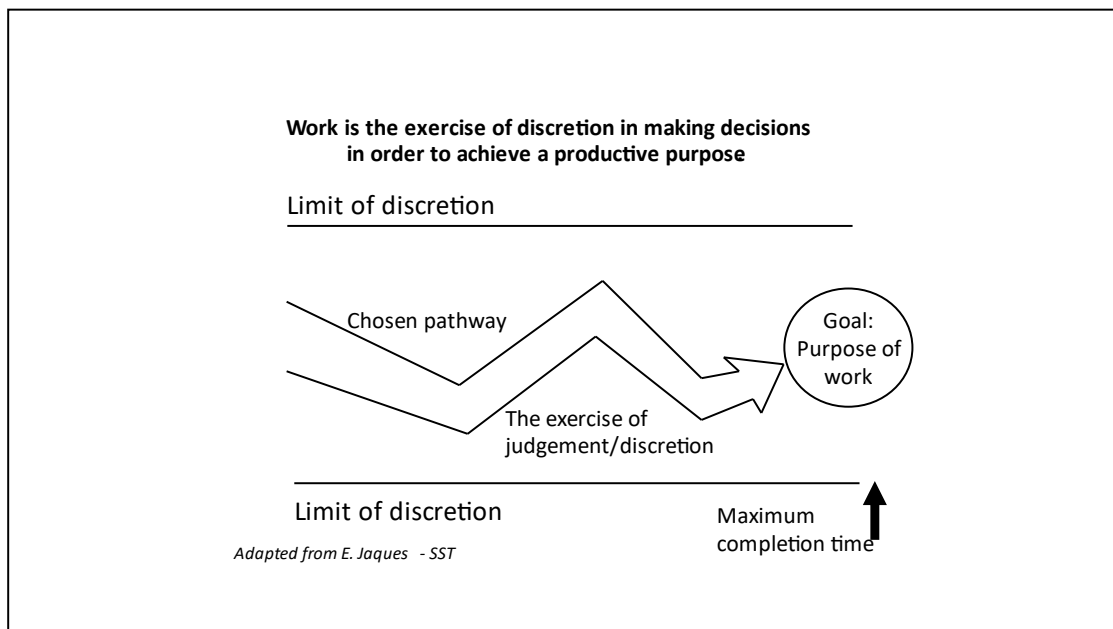 Work is the exercise of discretion in making decisions
in order to achieve a productive purpose.
Limit of discretion
Chosen pathway
Goal:
Purpose of
work
The exercise of
judgement/discretion
Limit of discretion
Maximum
completion time
Adapted from E. Jaques - SST